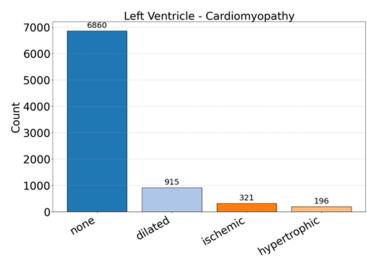 Left Ventricle - Cardiomyopathy
Count
7000
6000
5000
4000
3000
2000
1000
0
6860
915
321
196
none
dilated
ischemic
hypertrophic